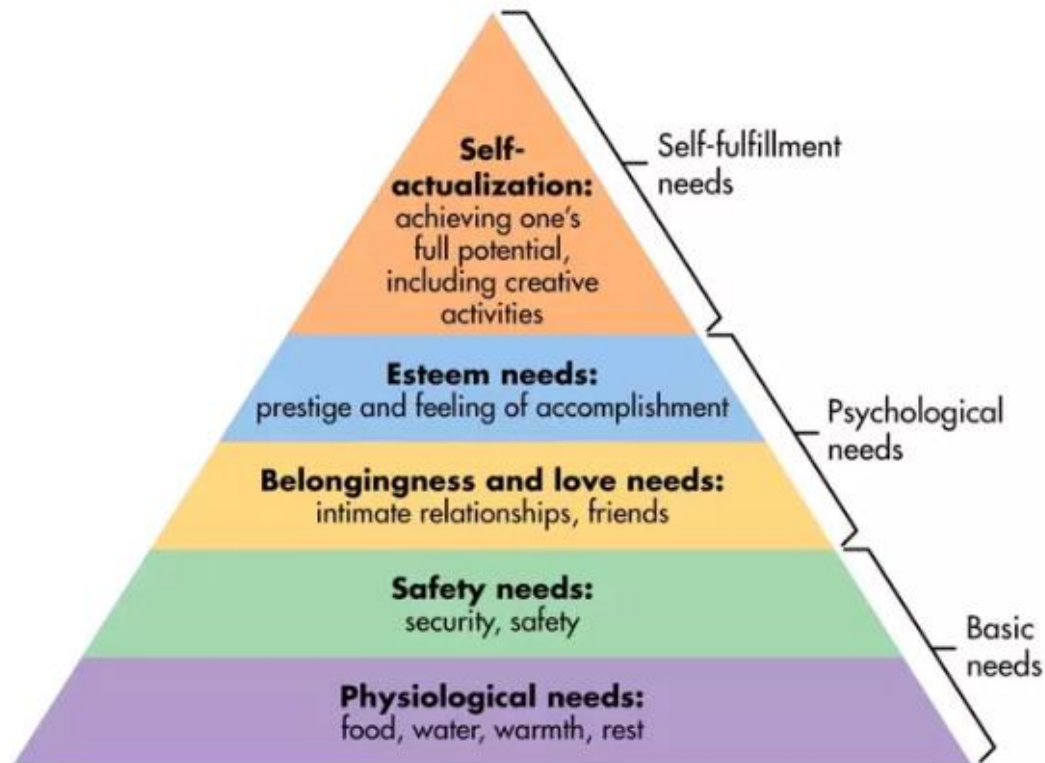 Self-
actualization:
achieving one's
full potential,
including creative
activities
Self-fulfillment
needs
Esteem needs:
prestige and feeling of accomplishment
Belongingness and love needs:
intimate relationships, friends
Psychological
needs
Safety needs:
security, safety
Physiological needs:
food, water, warmth, rest
Basic
needs